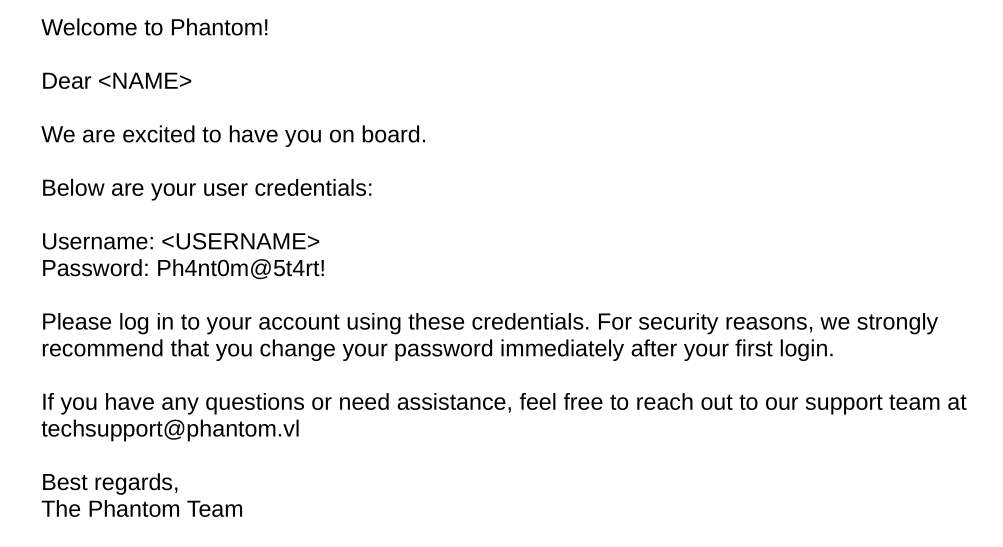 Welcome to Phantom!
Dear <NAME>
We are excited to have you on board.
Below are your user credentials:
Username: <USERNAME>
Password: Ph4nt0m@5t4rt!
Please log in to your account using these credentials. For security reasons, we strongly
recommend that you change your password immediately after your first login.
If you have any questions or need assistance, feel free to reach out to our support team at
techsupport@phantom.vl
Best regards,
The Phantom Team